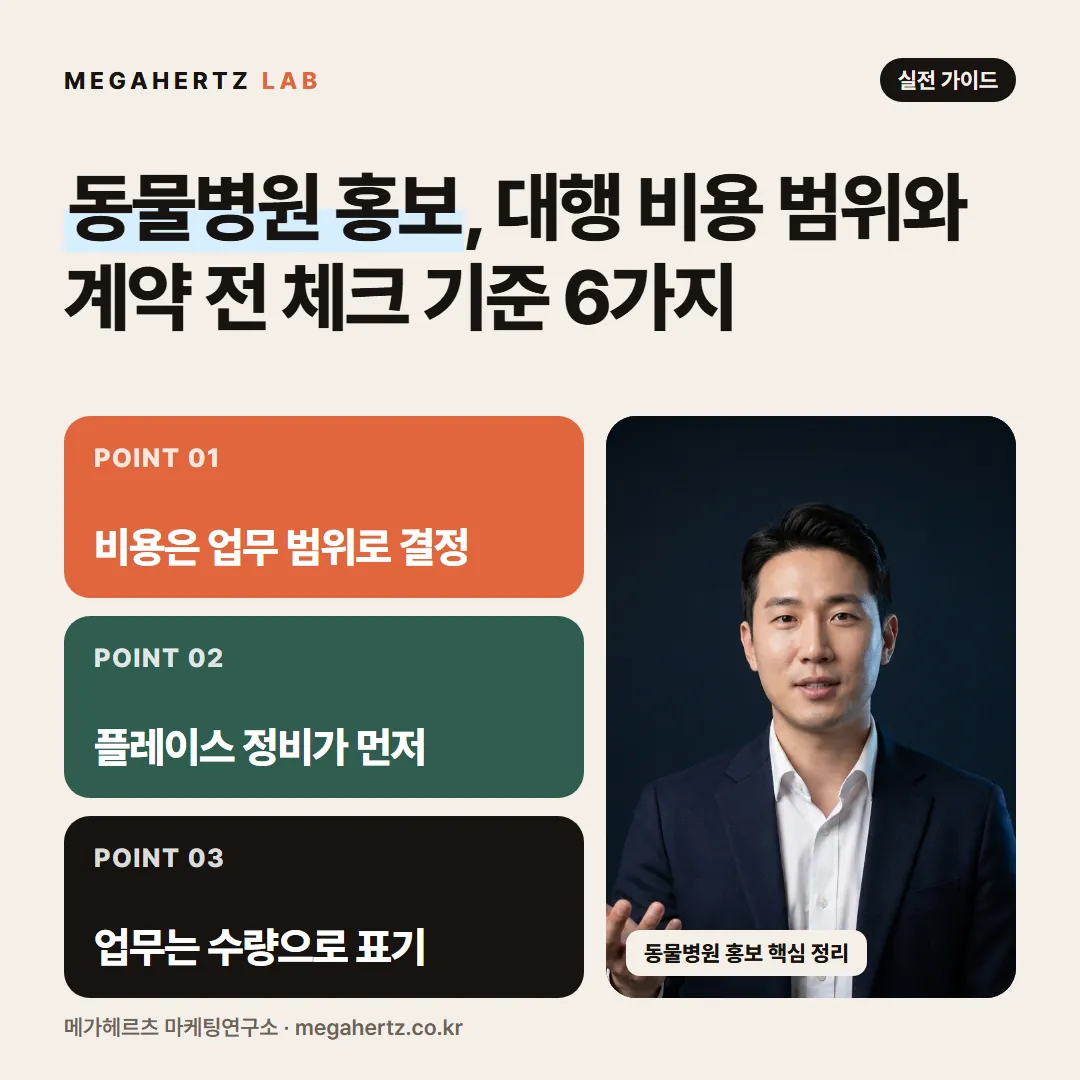 MEGAHERTZ LAB
실전 가이드
동물병원 홍보, 대행 비용 범위와
계약 전 체크 기준 6가지
POINT 01
비용은 업무 범위로 결정
POINT 02
플레이스 정비가 먼저
POINT 03
업무는 수량으로 표기
동물병원 홍보 핵심 정리
메가헤르츠 마케팅연구소 · megahertz.co.kr